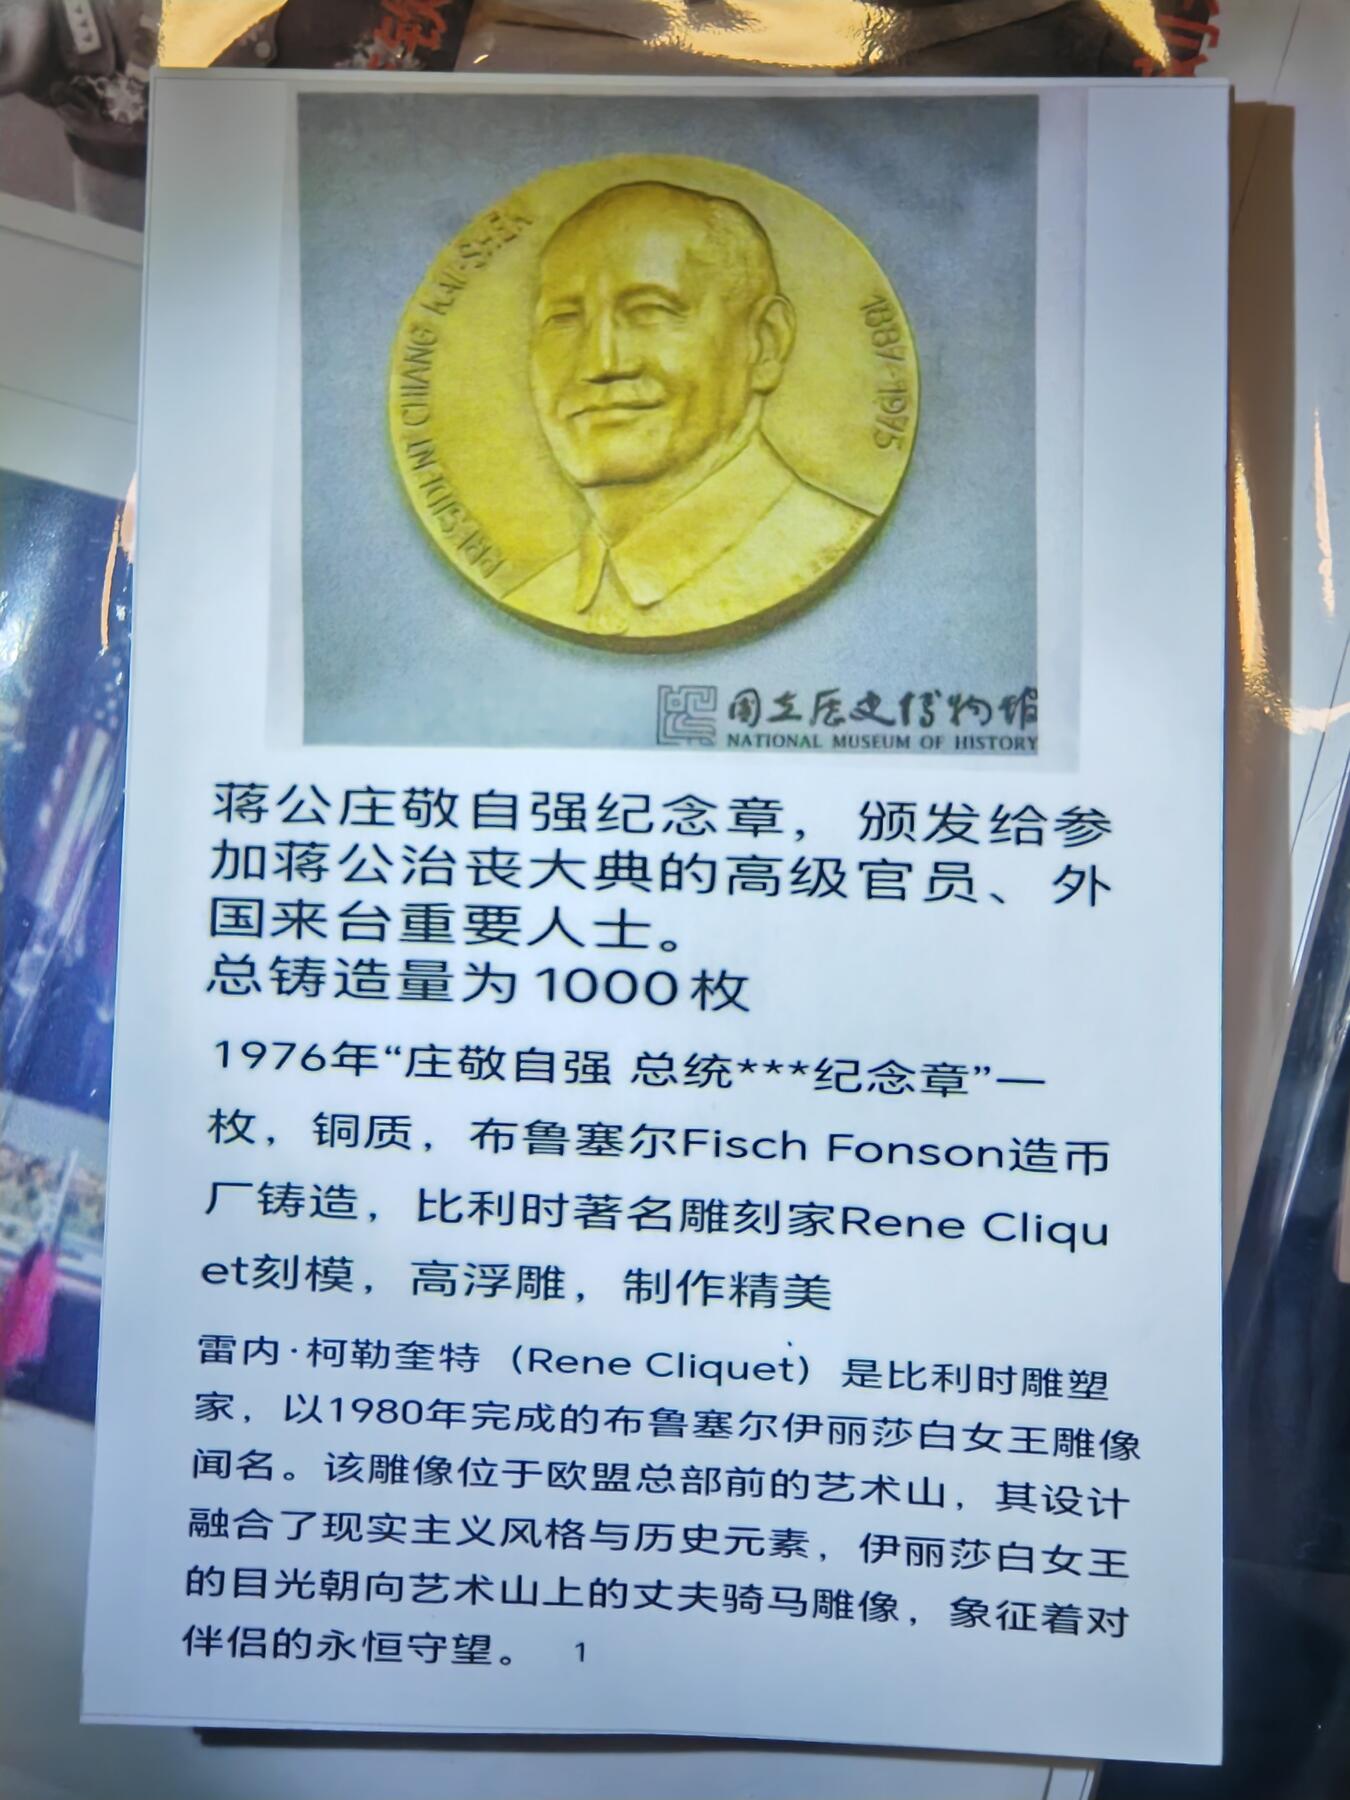 PRESIDENT CHIANG KAI-SHEK
1887-1975
国立历史博物馆
NATIONAL MUSEUM OF HISTORY
蒋公庄敬自强纪念章，颁发给参
加蒋公治丧大典的高级官员、外
国来台重要人士。
总铸造量为1000枚
1976年“庄敬自强 总统***纪念章”一
枚，铜质，布鲁塞尔Fisch Fonson造币
厂铸造，比利时著名雕刻家Rene Cliqu
et刻模，高浮雕，制作精美
雷内·柯勒奎特（Rene Cliquet）是比利时雕塑
家，以1980年完成的布鲁塞尔伊丽莎白女王雕像
闻名。该雕像位于欧盟总部前的艺术山，其设计
融合了现实主义风格与历史元素，伊丽莎白女王
的目光朝向艺术山上的丈夫骑马雕像，象征着对
伴侣的永恒守望。 1